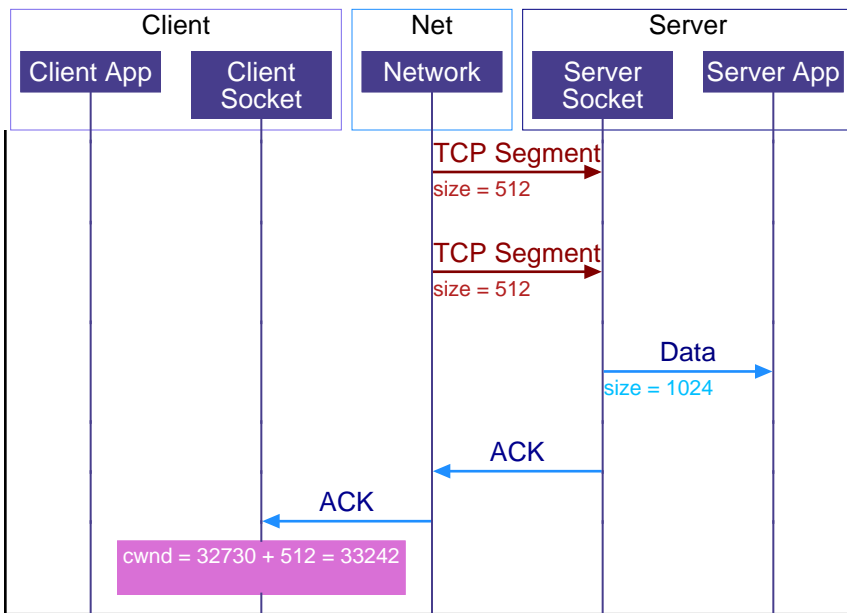 Client Net Server
Client App Client Socket Network Server Socket Server App
TCP Segment
size = 512
TCP Segment
size = 512
Data
size = 1024
ACK
ACK
cwnd = 32730 + 512 = 33242